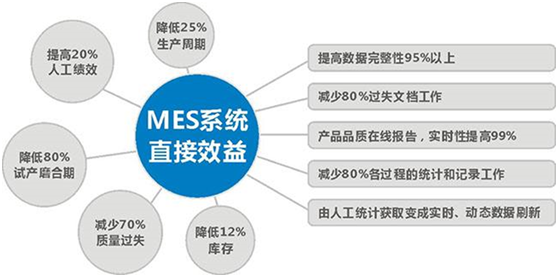 降低25%
生产周期
提高20%
人工绩效
MES系统
直接效益
降低80%
试产磨合期
减少70%
质量过失
降低12%
库存
提高数据完整性95%以上
减少80%过失文档工作
产品品质在线报告，实时性提高99%
减少80%各过程的统计和记录工作
由人工统计获取变成实时、动态数据刷新